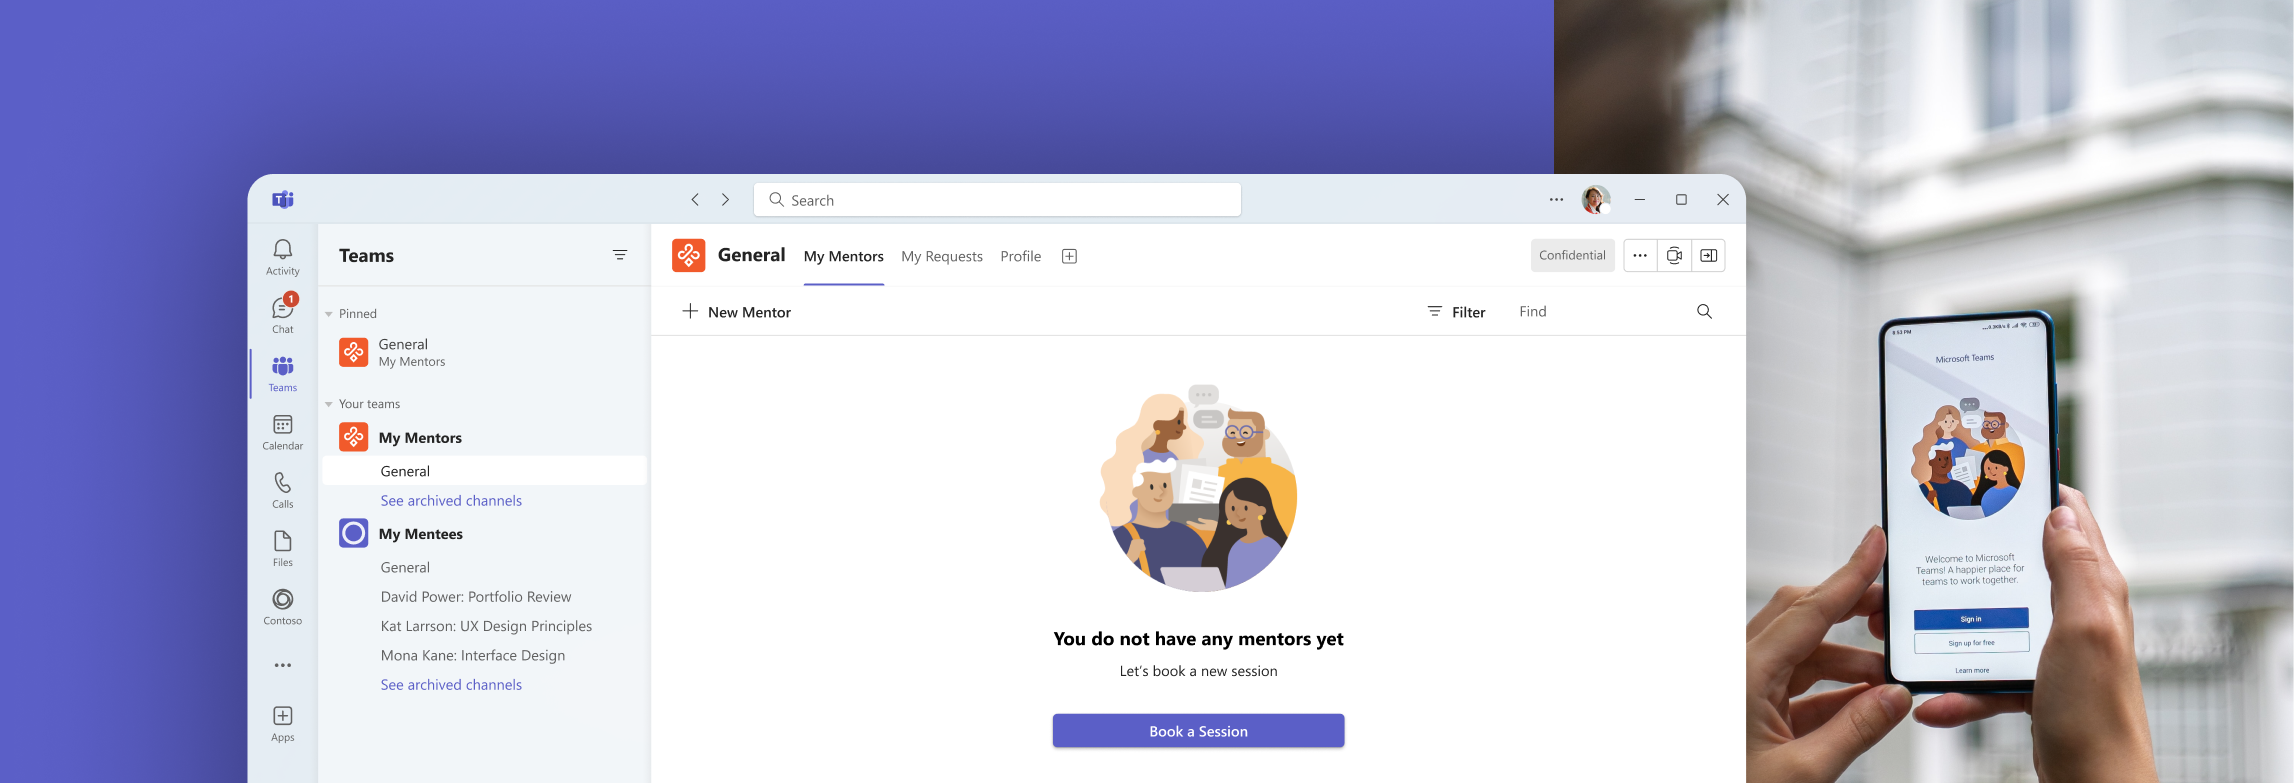 Search
Activity
1
Chat
Teams
Calendar
Calls
Files
Contoso
Apps
Teams
Pinned
General
My Mentors
Your teams
My Mentors
General
See archived channels
My Mentees
General
David Power: Portfolio Review
Kat Larrson: UX Design Principles
Mona Kane: Interface Design
See archived channels
General My Mentors My Requests Profile
Confidential
New Mentor
Filter
Find
You do not have any mentors yet
Let's book a new session
Book a Session
Microsoft Teams
Welcome to Microsoft
Teams! A happier place for
teams to work together.
Sign in
Sign up for free
Learn more